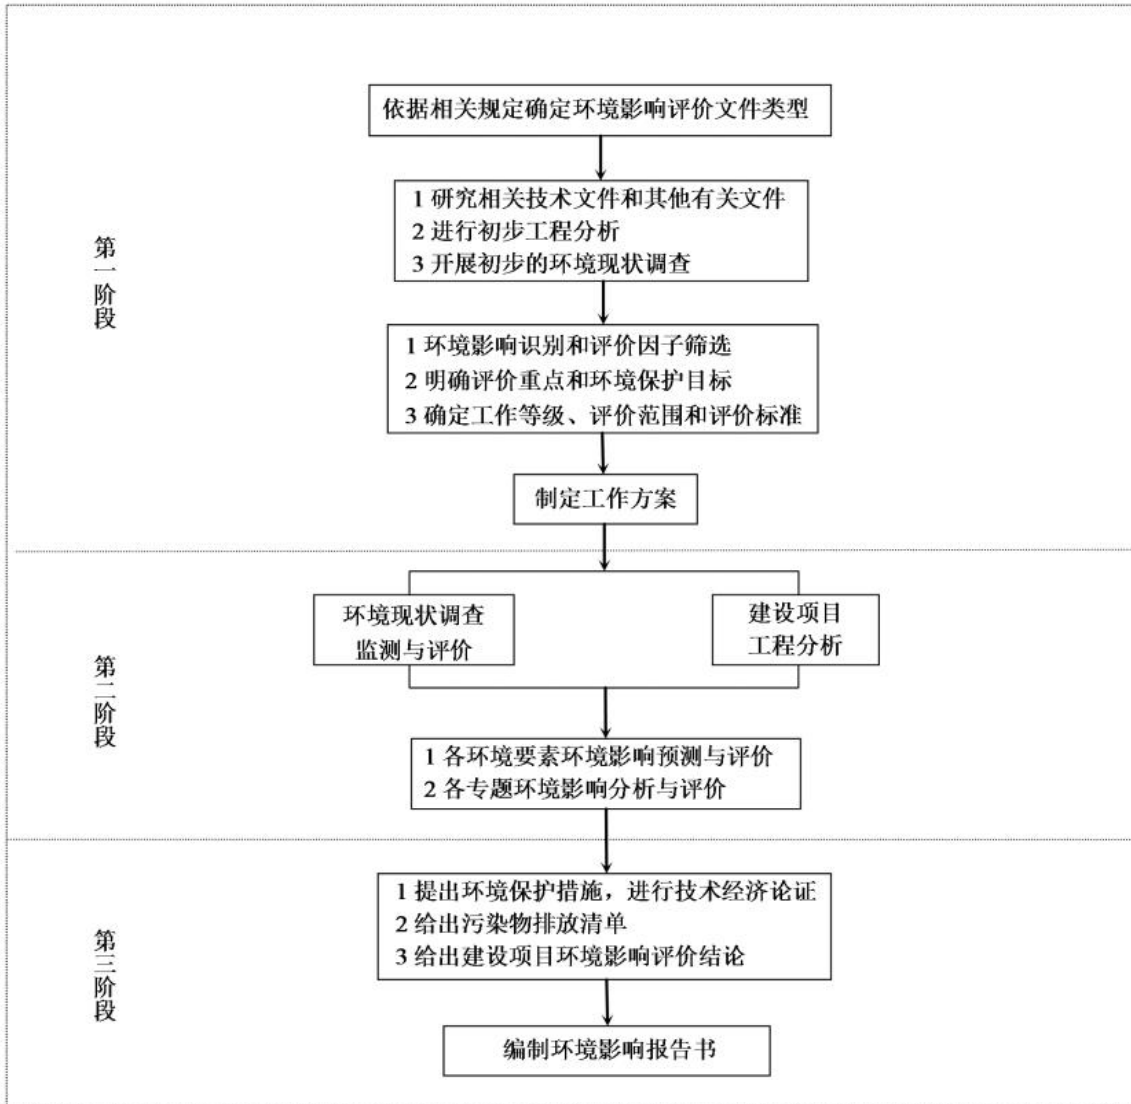 依据相关规定确定环境影响评价文件类型
1 研究相关技术文件和其他有关文件
2 进行初步工程分析
3 开展初步的环境现状调查
第一阶段
1 环境影响识别和评价因子筛选
2 明确评价重点和环境保护目标
3 确定工作等级、评价范围和评价标准
制定工作方案
环境现状调查
监测与评价
建设项目
工程分析
第二阶段
1 各环境要素环境影响预测与评价
2 各专题环境影响分析与评价
1 提出环境保护措施，进行技术经济论证
2 给出污染物排放清单
3 给出建设项目环境影响评价结论
第三阶段
编制环境影响报告书